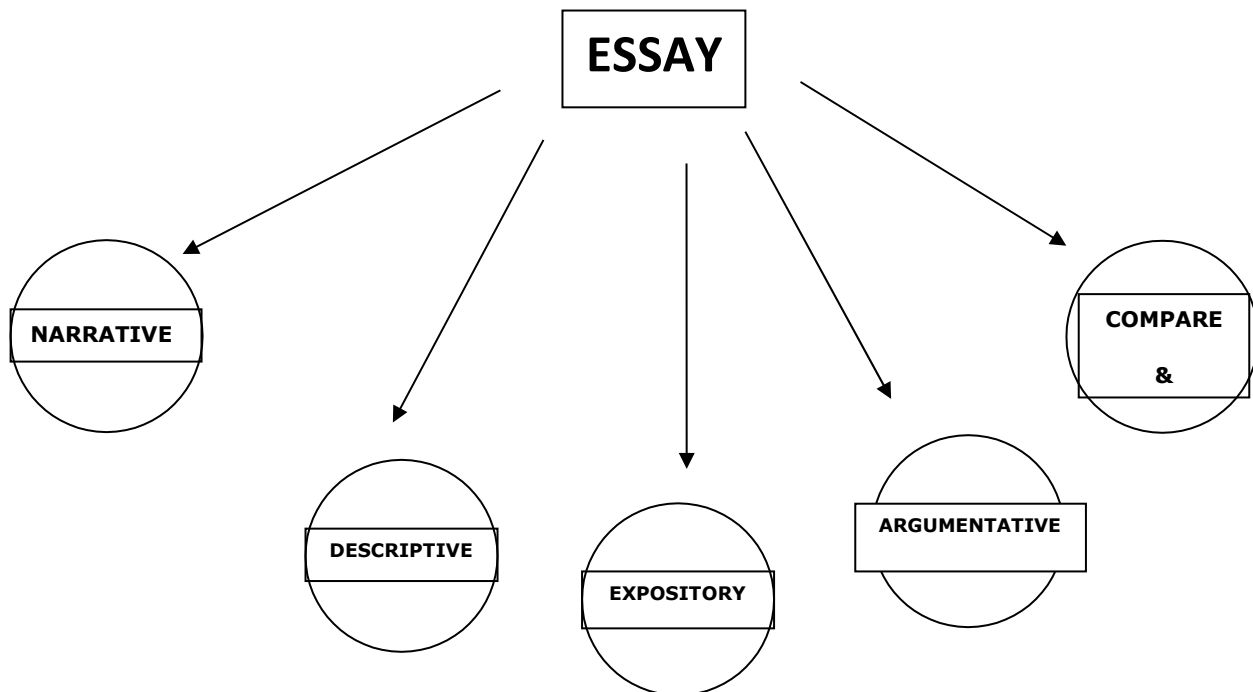 ESSAY
NARRATIVE
COMPARE
&
DESCRIPTIVE
EXPOSITORY
ARGUMENTATIVE